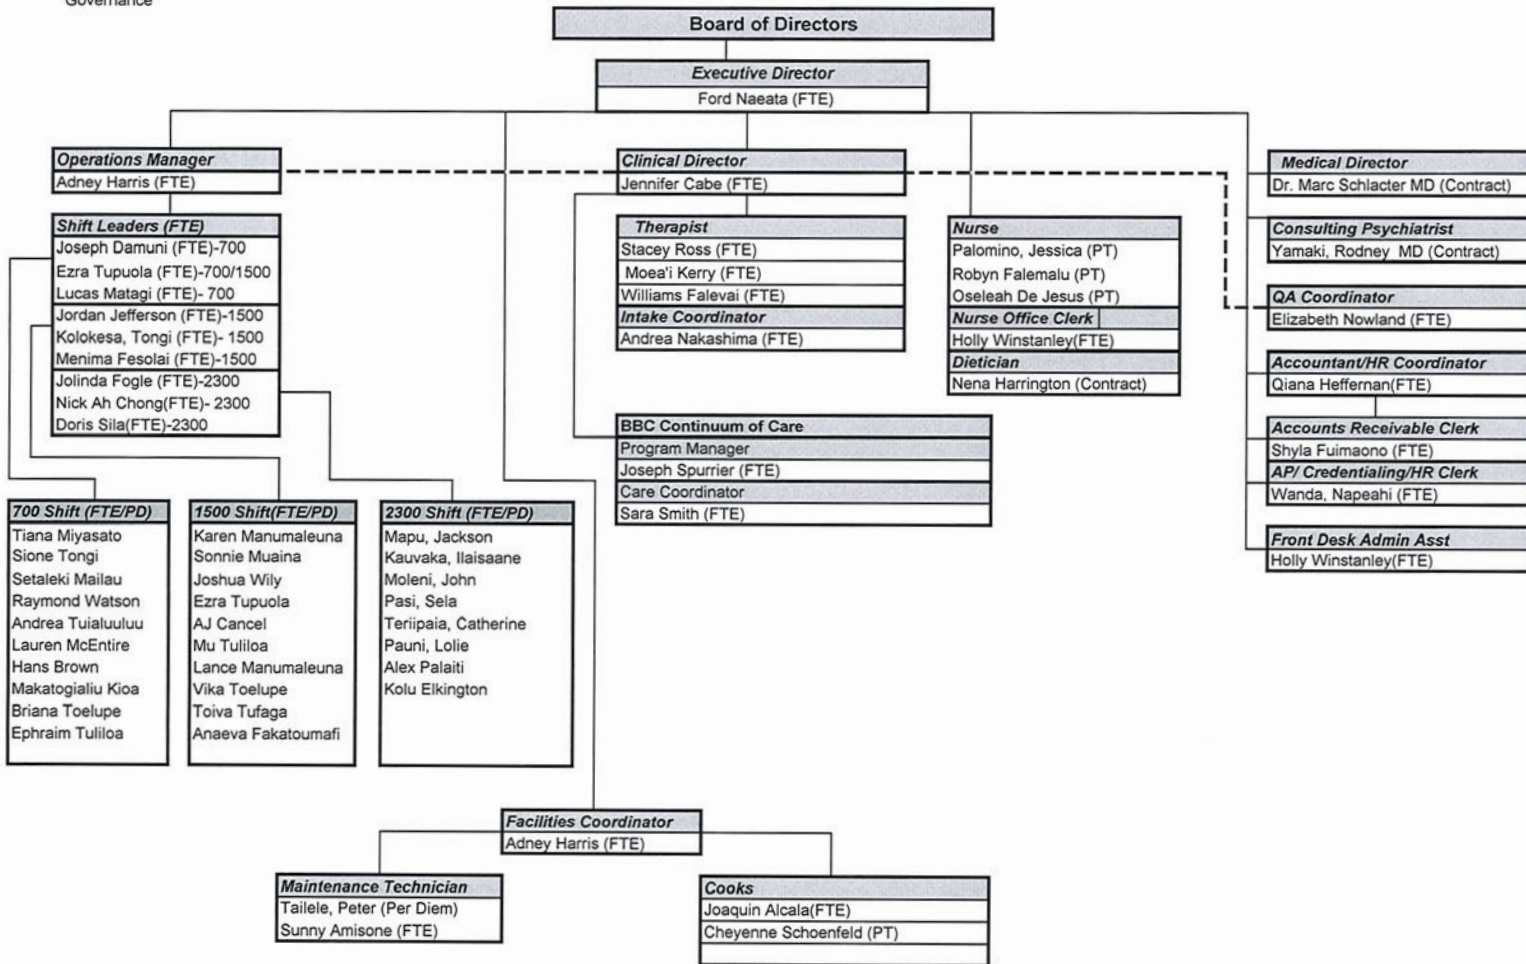 Governance
Board of Directors
Executive Director
Ford Naeata (FTE)
Operations Manager
Adney Harris (FTE)
Clinical Director
Jennifer Cabe (FTE)
Medical Director
Dr. Marc Schlacter MD (Contract)
Shift Leaders (FTE)
Joseph Damuni (FTE)-700
Ezra Tupuola (FTE)-700/1500
Lucas Matagi (FTE)- 700
Jordan Jefferson (FTE)-1500
Kolokesa, Tongi (FTE)- 1500
Menima Fesolai (FTE)-1500
Jolinda Fogle (FTE)-2300
Nick Ah Chong(FTE)- 2300
Doris Sila(FTE)-2300
Therapist
Stacey Ross (FTE)
Moea'i Kerry (FTE)
Williams Falevai (FTE)
Intake Coordinator
Andrea Nakashima (FTE)
Nurse
Palomino, Jessica (PT)
Robyn Falemalu (PT)
Oseleah De Jesus (PT)
Nurse Office Clerk
Holly Winstanley(FTE)
Dietician
Nena Harrington (Contract)
Consulting Psychiatrist
Yamaki, Rodney MD (Contract)
QA Coordinator
Elizabeth Nowland (FTE)
Accountant/HR Coordinator
Qiana Heffernan(FTE)
Accounts Receivable Clerk
Shyla Fuimaono (FTE)
AP/ Credentialing/HR Clerk
Wanda, Napeahi (FTE)
Front Desk Admin Asst
Holly Winstanley(FTE)
BBC Continuum of Care
Program Manager
Joseph Spurrier (FTE)
Care Coordinator
Sara Smith (FTE)
700 Shift (FTE/PD)
Tiana Miyasato
Sione Tongi
Setaleki Mailau
Raymond Watson
Andrea Tuialuuluu
Lauren McEntire
Hans Brown
Makatogialiu Kioa
Briana Toelupe
Ephraim Tuliloa
1500 Shift(FTE/PD)
Karen Manumaleuna
Sonnie Muaina
Joshua Wily
Ezra Tupuola
AJ Cancel
Mu Tuliloa
Lance Manumaleuna
Vika Toelupe
Toiva Tufaga
Anaeva Fakatoumafi
2300 Shift (FTE/PD)
Mapu, Jackson
Kauvaka, Ilaisaane
Moleni, John
Pasi, Sela
Teriipaia, Catherine
Pauni, Lolie
Alex Palaiti
Kolu Elkington
Facilities Coordinator
Adney Harris (FTE)
Maintenance Technician
Tailele, Peter (Per Diem)
Sunny Amisone (FTE)
Cooks
Joaquin Alcala(FTE)
Cheyenne Schoenfeld (PT)